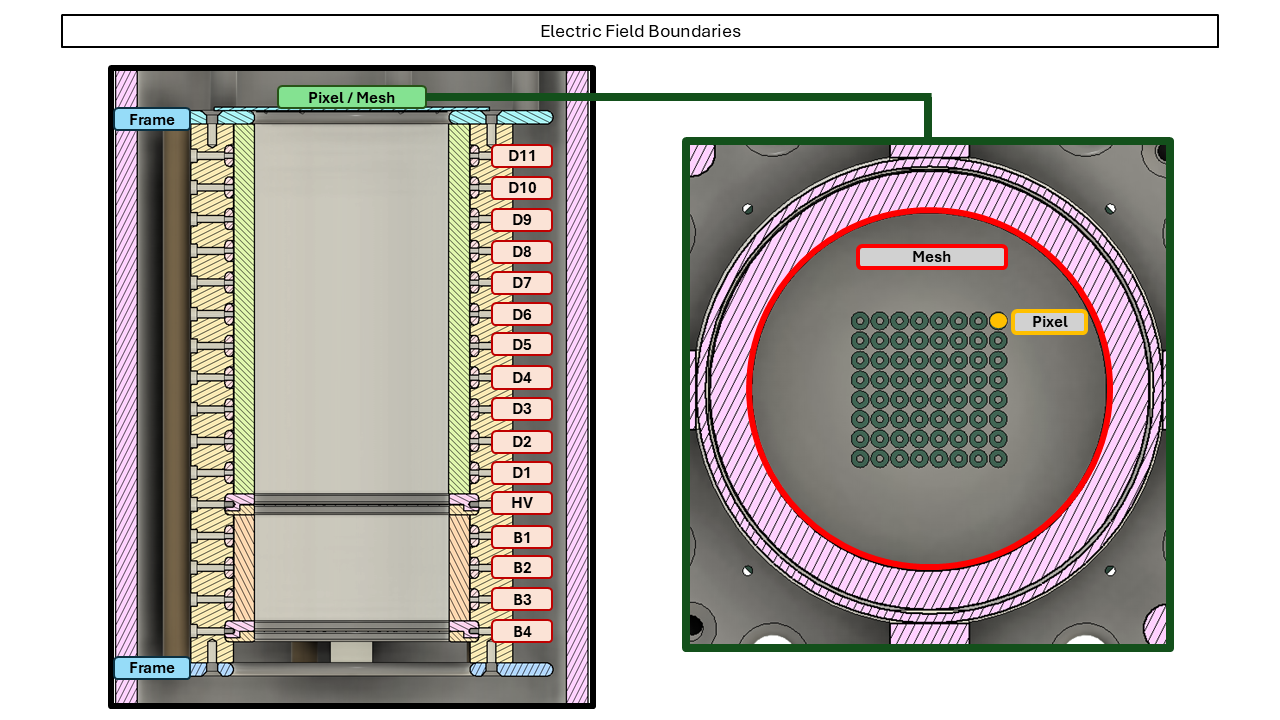 Electric Field Boundaries
Pixel / Mesh
Frame
D11
D10
D9
D8
D7
D6
D5
D4
D3
D2
D1
HV
B1
B2
B3
B4
Frame
Mesh
Pixel